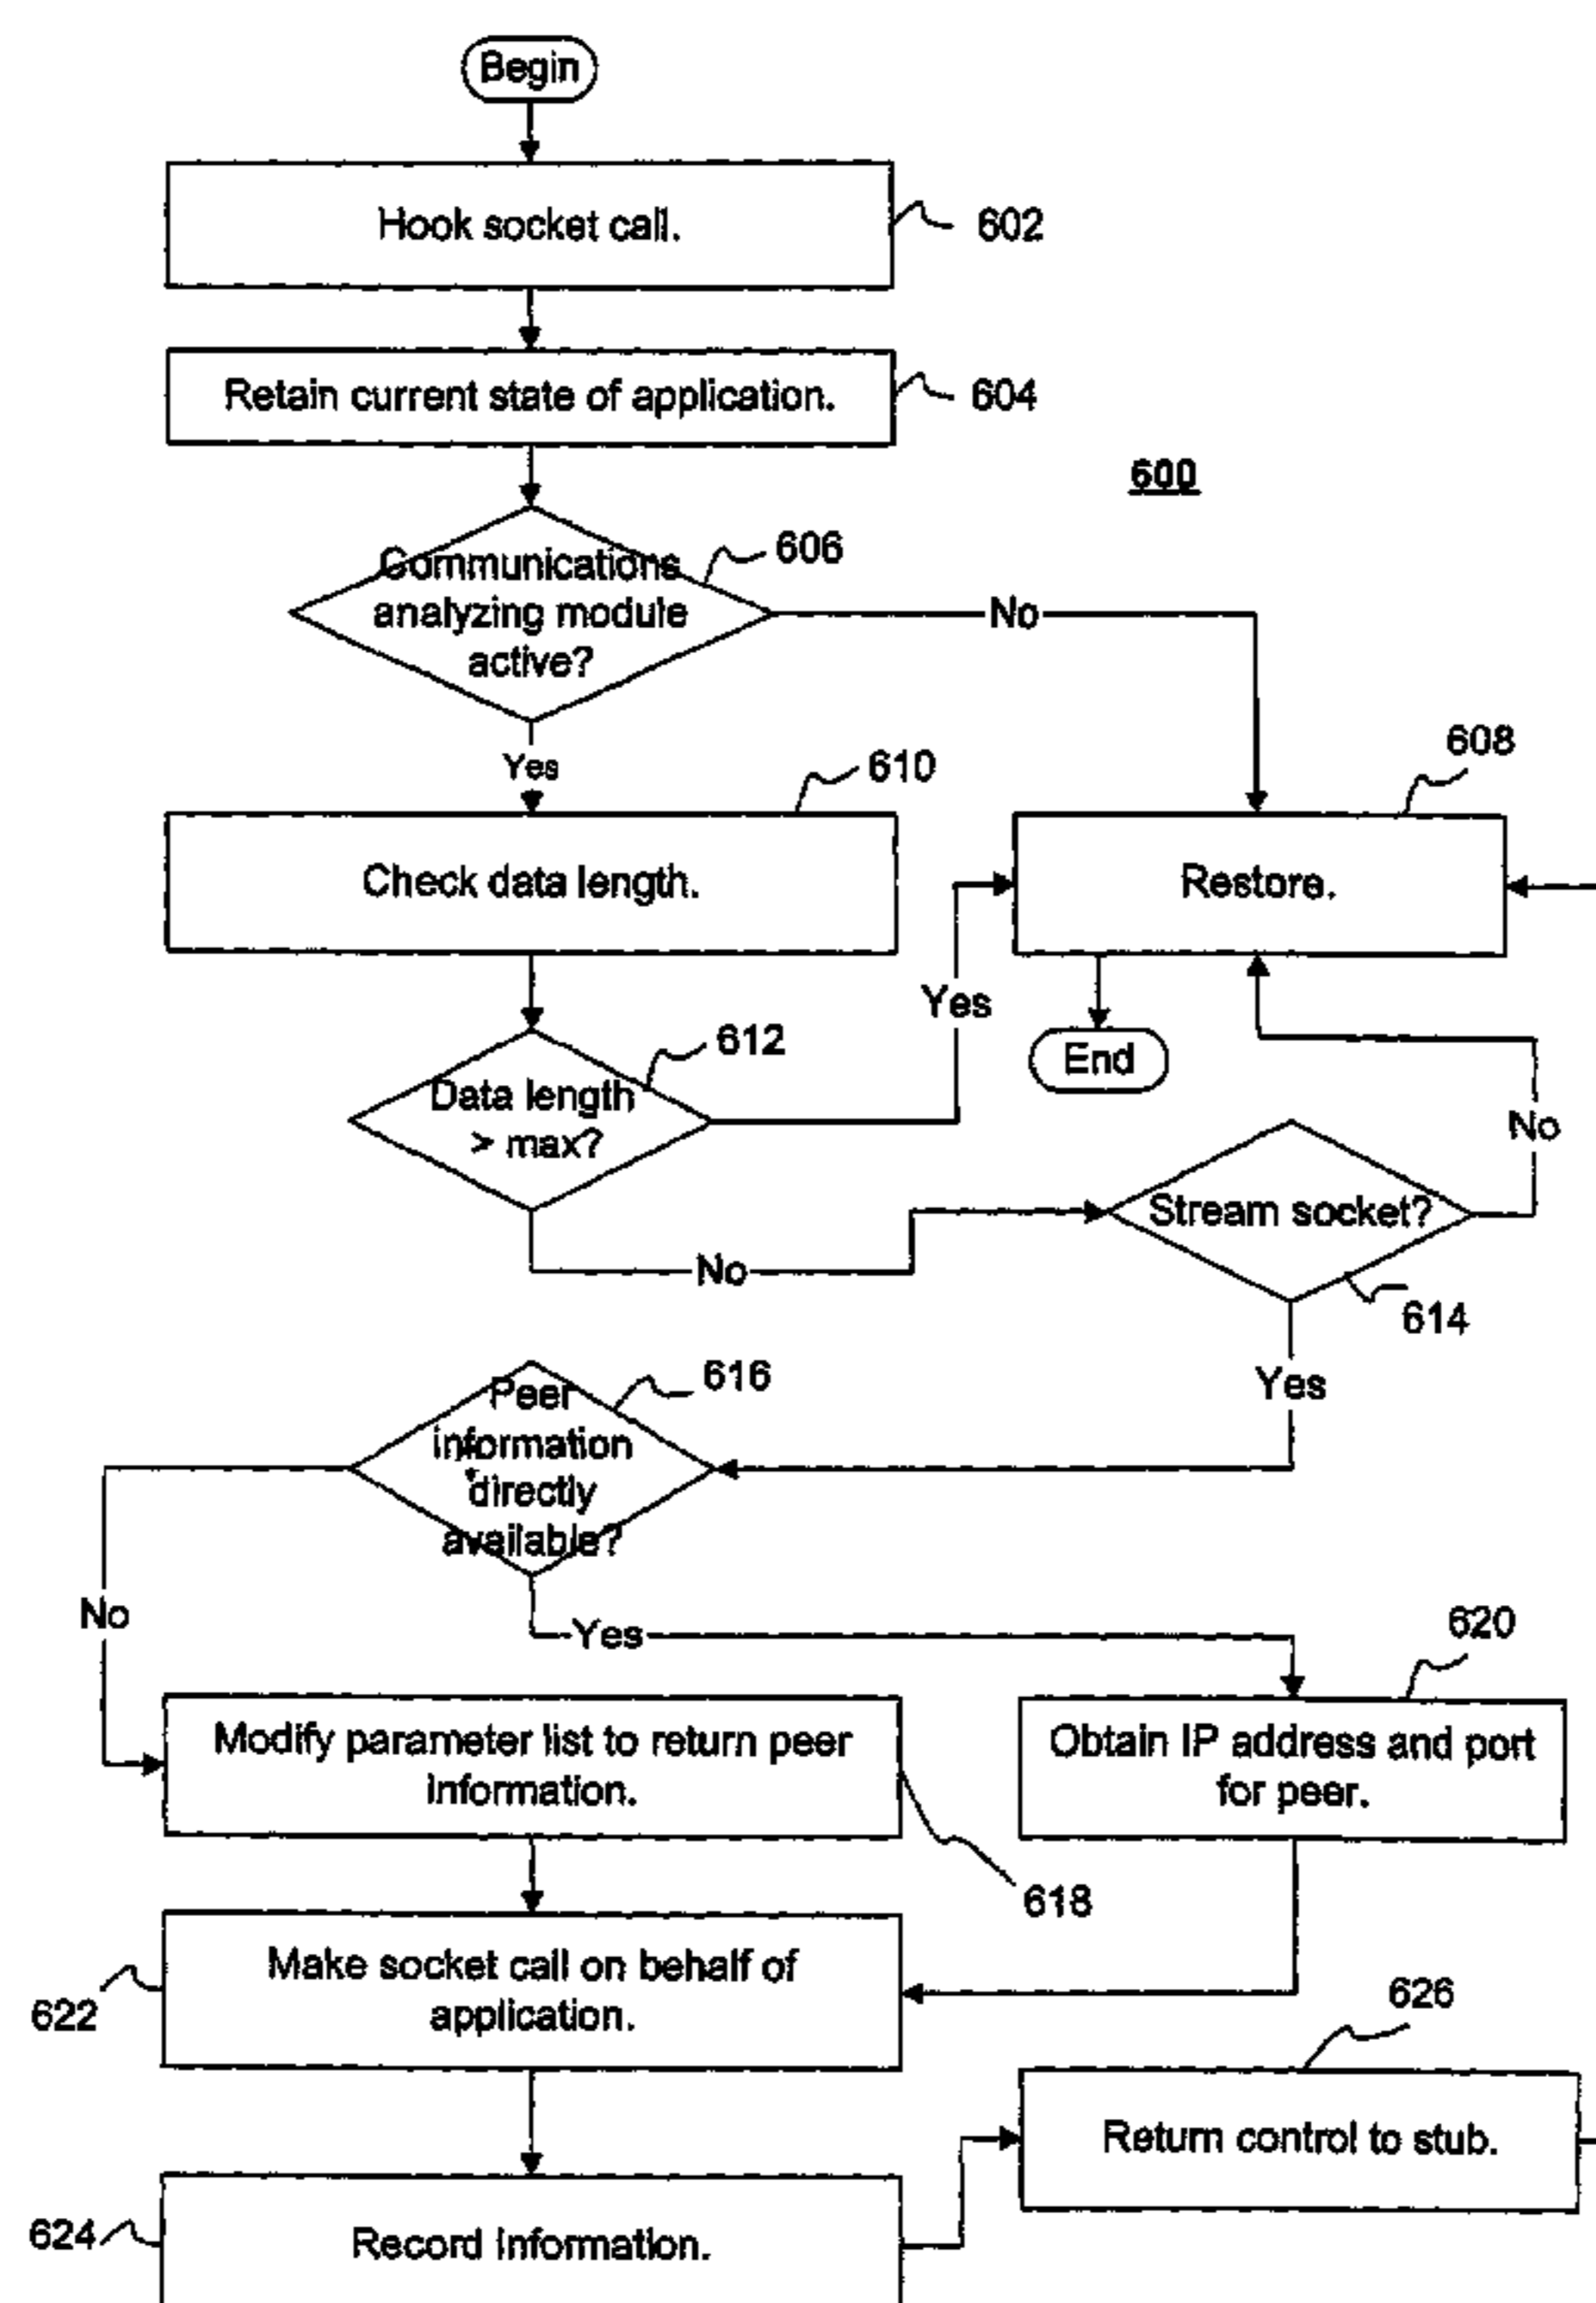 Begin
Hook socket call.
602
Retain current state of application.
604
600
Communications
analyzing module
active?
606
No
Yes
610
608
Check data length.
Restore.
Yes
612
Data length
> max?
End
No
Stream socket?
No
614
Yes
616
Peer
information
directly
available?
No
Yes
620
Modify parameter list to return peer
information.
Obtain IP address and port
for peer.
618
Make socket call on behalf of
application.
622
626
Return control to stub.
624
Record information.